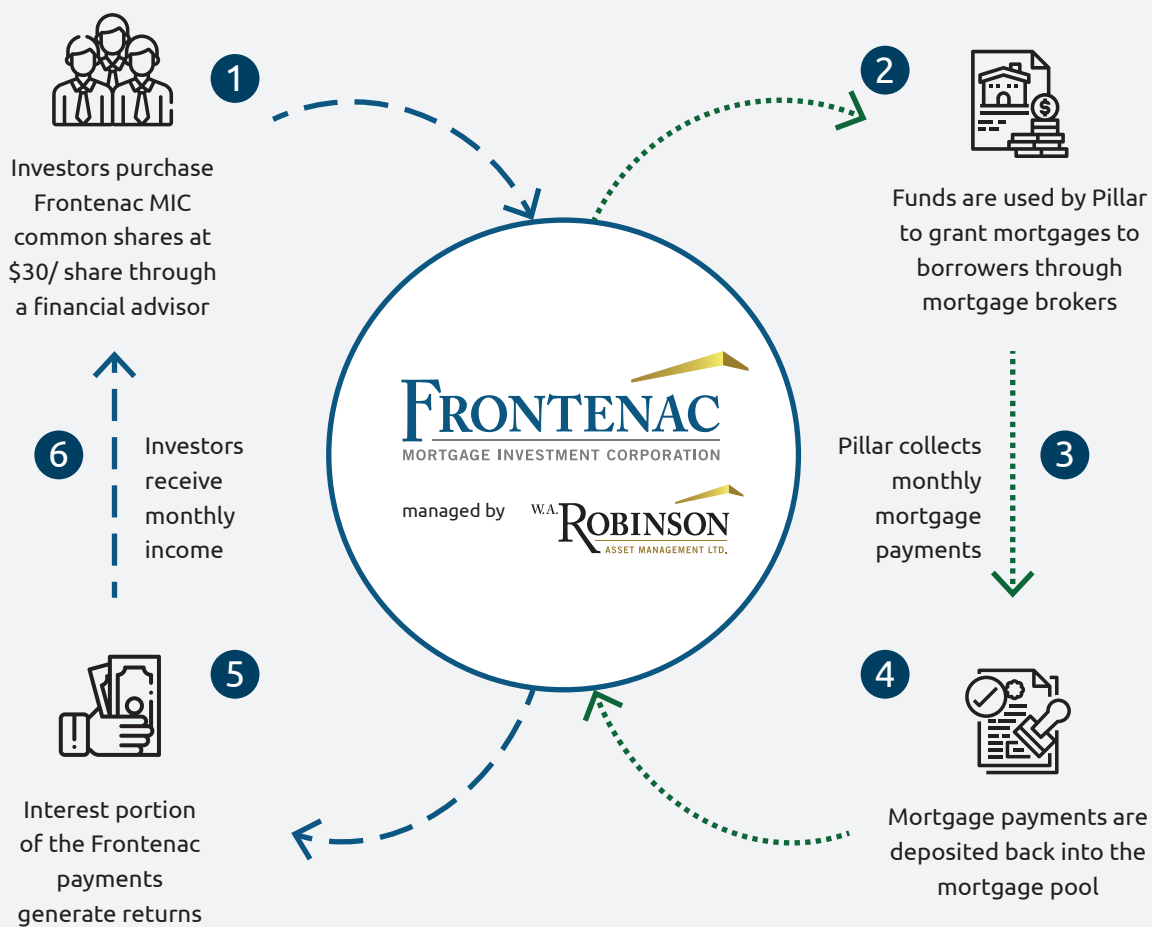 1
Investors purchase
Frontenac MIC
common shares at
$30/ share through
a financial advisor
2
$
Funds are used by Pillar
to grant mortgages to
borrowers through
mortgage brokers
FRONTENAC
MORTGAGE INVESTMENT CORPORATION
managed by
W.A. ROBINSON
ASSET MANAGEMENT LTD.
3
Pillar collects
monthly
mortgage
payments
4
Mortgage payments are
deposited back into the
mortgage pool
5
Interest portion
of the Frontenac
payments
generate returns
6
Investors
receive
monthly
income